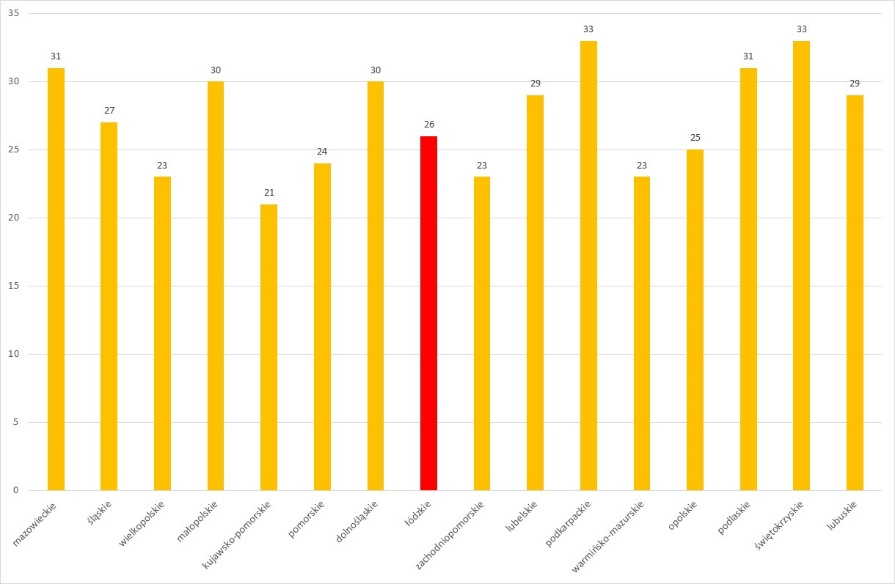 35
30
25
20
15
10
5
0
31
27
23
30
21
24
30
26
23
29
33
23
25
31
33
29
mazowieckie
śląskie
wielkopolskie
małopolskie
kujawsko-pomorskie
pomorskie
dolnośląskie
łódzkie
zachodniopomorskie
lubelskie
podkarpackie
warmińsko-mazurskie
opolskie
podlaskie
świętokrzyskie
lubuskie